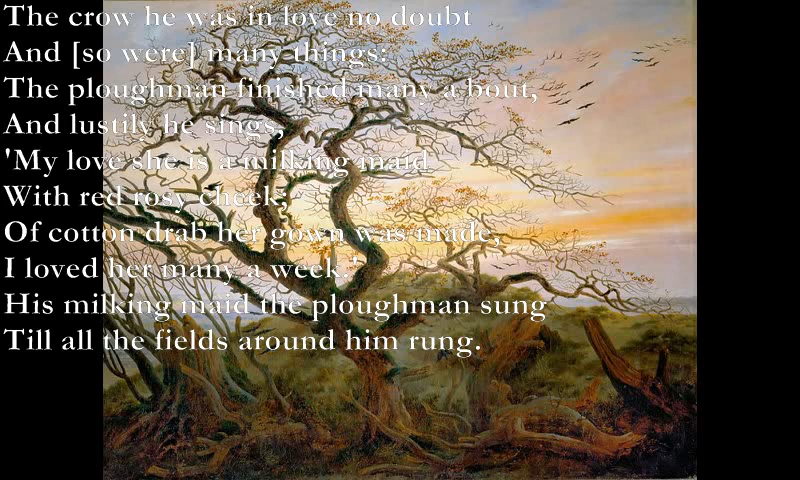 The crow he was in love no doubt
And [so were] many things:
The ploughman finished many a bout,
And lustily he sings,
'My love she is a milking maid
With red rosy cheek;
Of cotton drab her gown was made,
I loved her many a week.'
His milking maid the ploughman sung
Till all the fields around him rung.